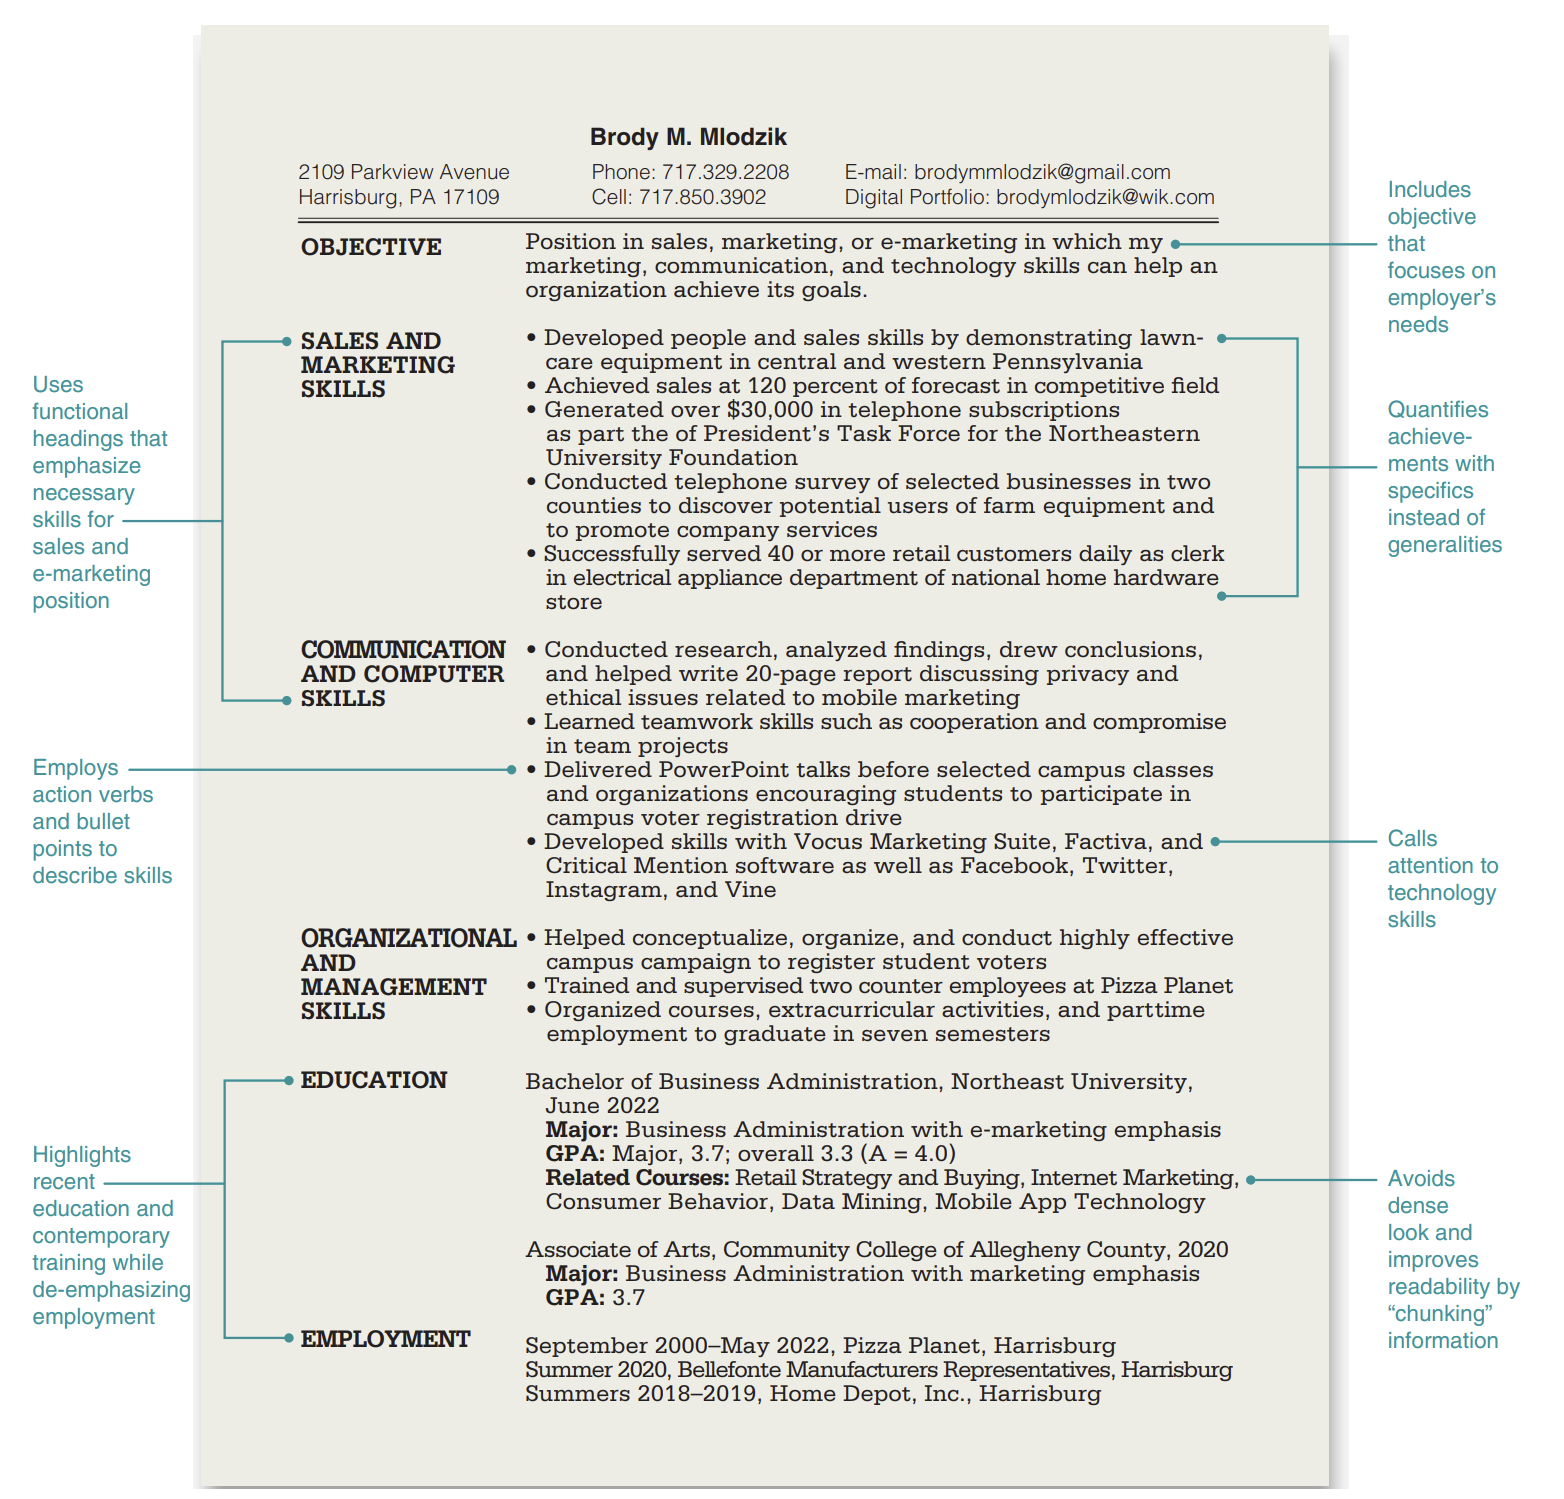 Brody M. Mlodzik
2109 Parkview Avenue
Harrisburg, PA 17109
Phone: 717.329.2208
Cell: 717.850.3902
E-mail: brodymmlodzik@gmail.com
Digital Portfolio: brodymlodzik@wik.com
OBJECTIVE
Position in sales, marketing, or e-marketing in which my
marketing, communication, and technology skills can help an
organization achieve its goals.
Includes
objective
that
focuses on
employer's
needs
SALES AND
MARKETING
SKILLS
• Developed people and sales skills by demonstrating lawn-
care equipment in central and western Pennsylvania
• Achieved sales at 120 percent of forecast in competitive field
• Generated over $30,000 in telephone subscriptions
as part the of President's Task Force for the Northeastern
University Foundation
• Conducted telephone survey of selected businesses in two
counties to discover potential users of farm equipment and
to promote company services
• Successfully served 40 or more retail customers daily as clerk
in electrical appliance department of national home hardware
store
Uses
functional
headings that
emphasize
necessary
skills for
sales and
e-marketing
position
Quantifies
achieve-
ments with
specifics
instead of
generalities
COMMUNICATION
AND COMPUTER
SKILLS
• Conducted research, analyzed findings, drew conclusions,
and helped write 20-page report discussing privacy and
ethical issues related to mobile marketing
• Learned teamwork skills such as cooperation and compromise
in team projects
• Delivered PowerPoint talks before selected campus classes
and organizations encouraging students to participate in
campus voter registration drive
• Developed skills with Vocus Marketing Suite, Factiva, and
Critical Mention software as well as Facebook, Twitter,
Instagram, and Vine
Employs
action verbs
and bullet
points to
describe skills
Calls
attention to
technology
skills
ORGANIZATIONAL
AND
MANAGEMENT
SKILLS
• Helped conceptualize, organize, and conduct highly effective
campus campaign to register student voters
• Trained and supervised two counter employees at Pizza Planet
• Organized courses, extracurricular activities, and parttime
employment to graduate in seven semesters
EDUCATION
Bachelor of Business Administration, Northeast University,
June 2022
Major: Business Administration with e-marketing emphasis
GPA: Major, 3.7; overall 3.3 (A = 4.0)
Related Courses: Retail Strategy and Buying, Internet Marketing,
Consumer Behavior, Data Mining, Mobile App Technology
Associate of Arts, Community College of Allegheny County, 2020
Major: Business Administration with marketing emphasis
GPA: 3.7
Highlights
recent
education and
contemporary
training while
de-emphasizing
employment
Avoids
dense
look and
improves
readability by
“chunking”
information
EMPLOYMENT
September 2000–May 2022, Pizza Planet, Harrisburg
Summer 2020, Bellefonte Manufacturers Representatives, Harrisburg
Summers 2018–2019, Home Depot, Inc., Harrisburg